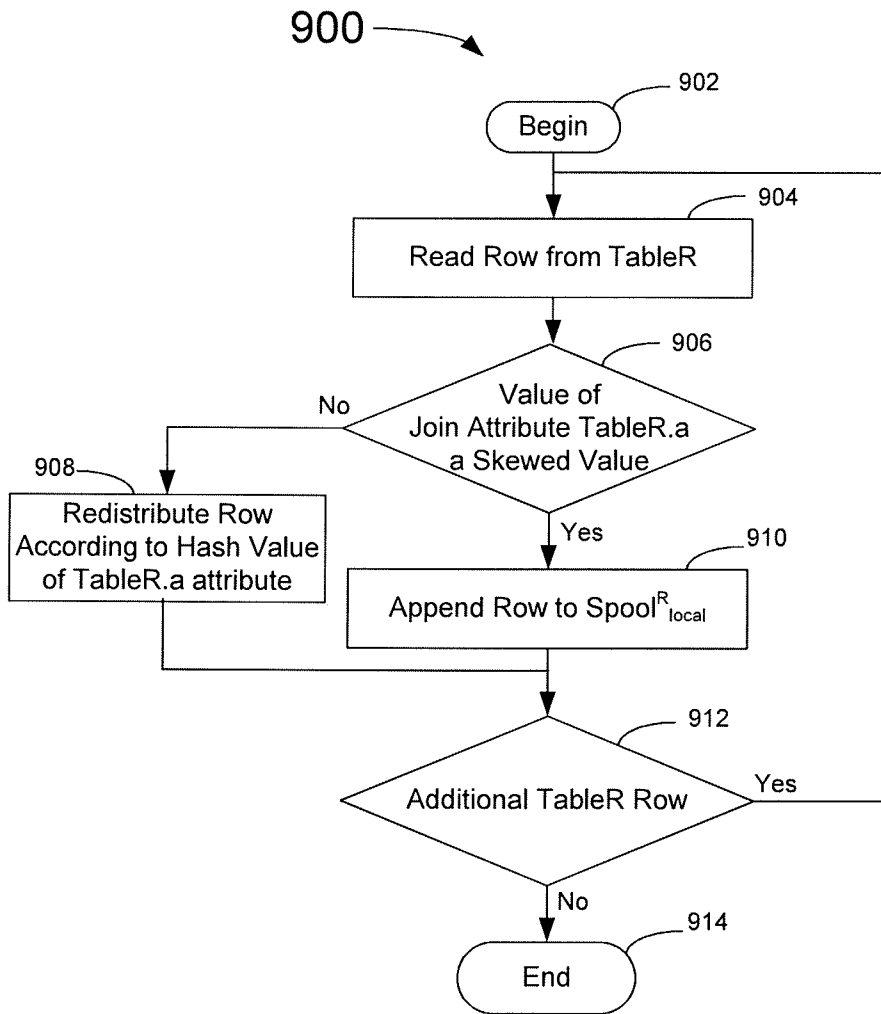 900
902
Begin
904
Read Row from TableR
906
Value of
Join Attribute TableR.a
a Skewed Value
No
908
Redistribute Row
According to Hash Value
of TableR.a attribute
Yes
910
Append Row to Spool^R_local
912
Additional TableR Row
Yes
No
914
End